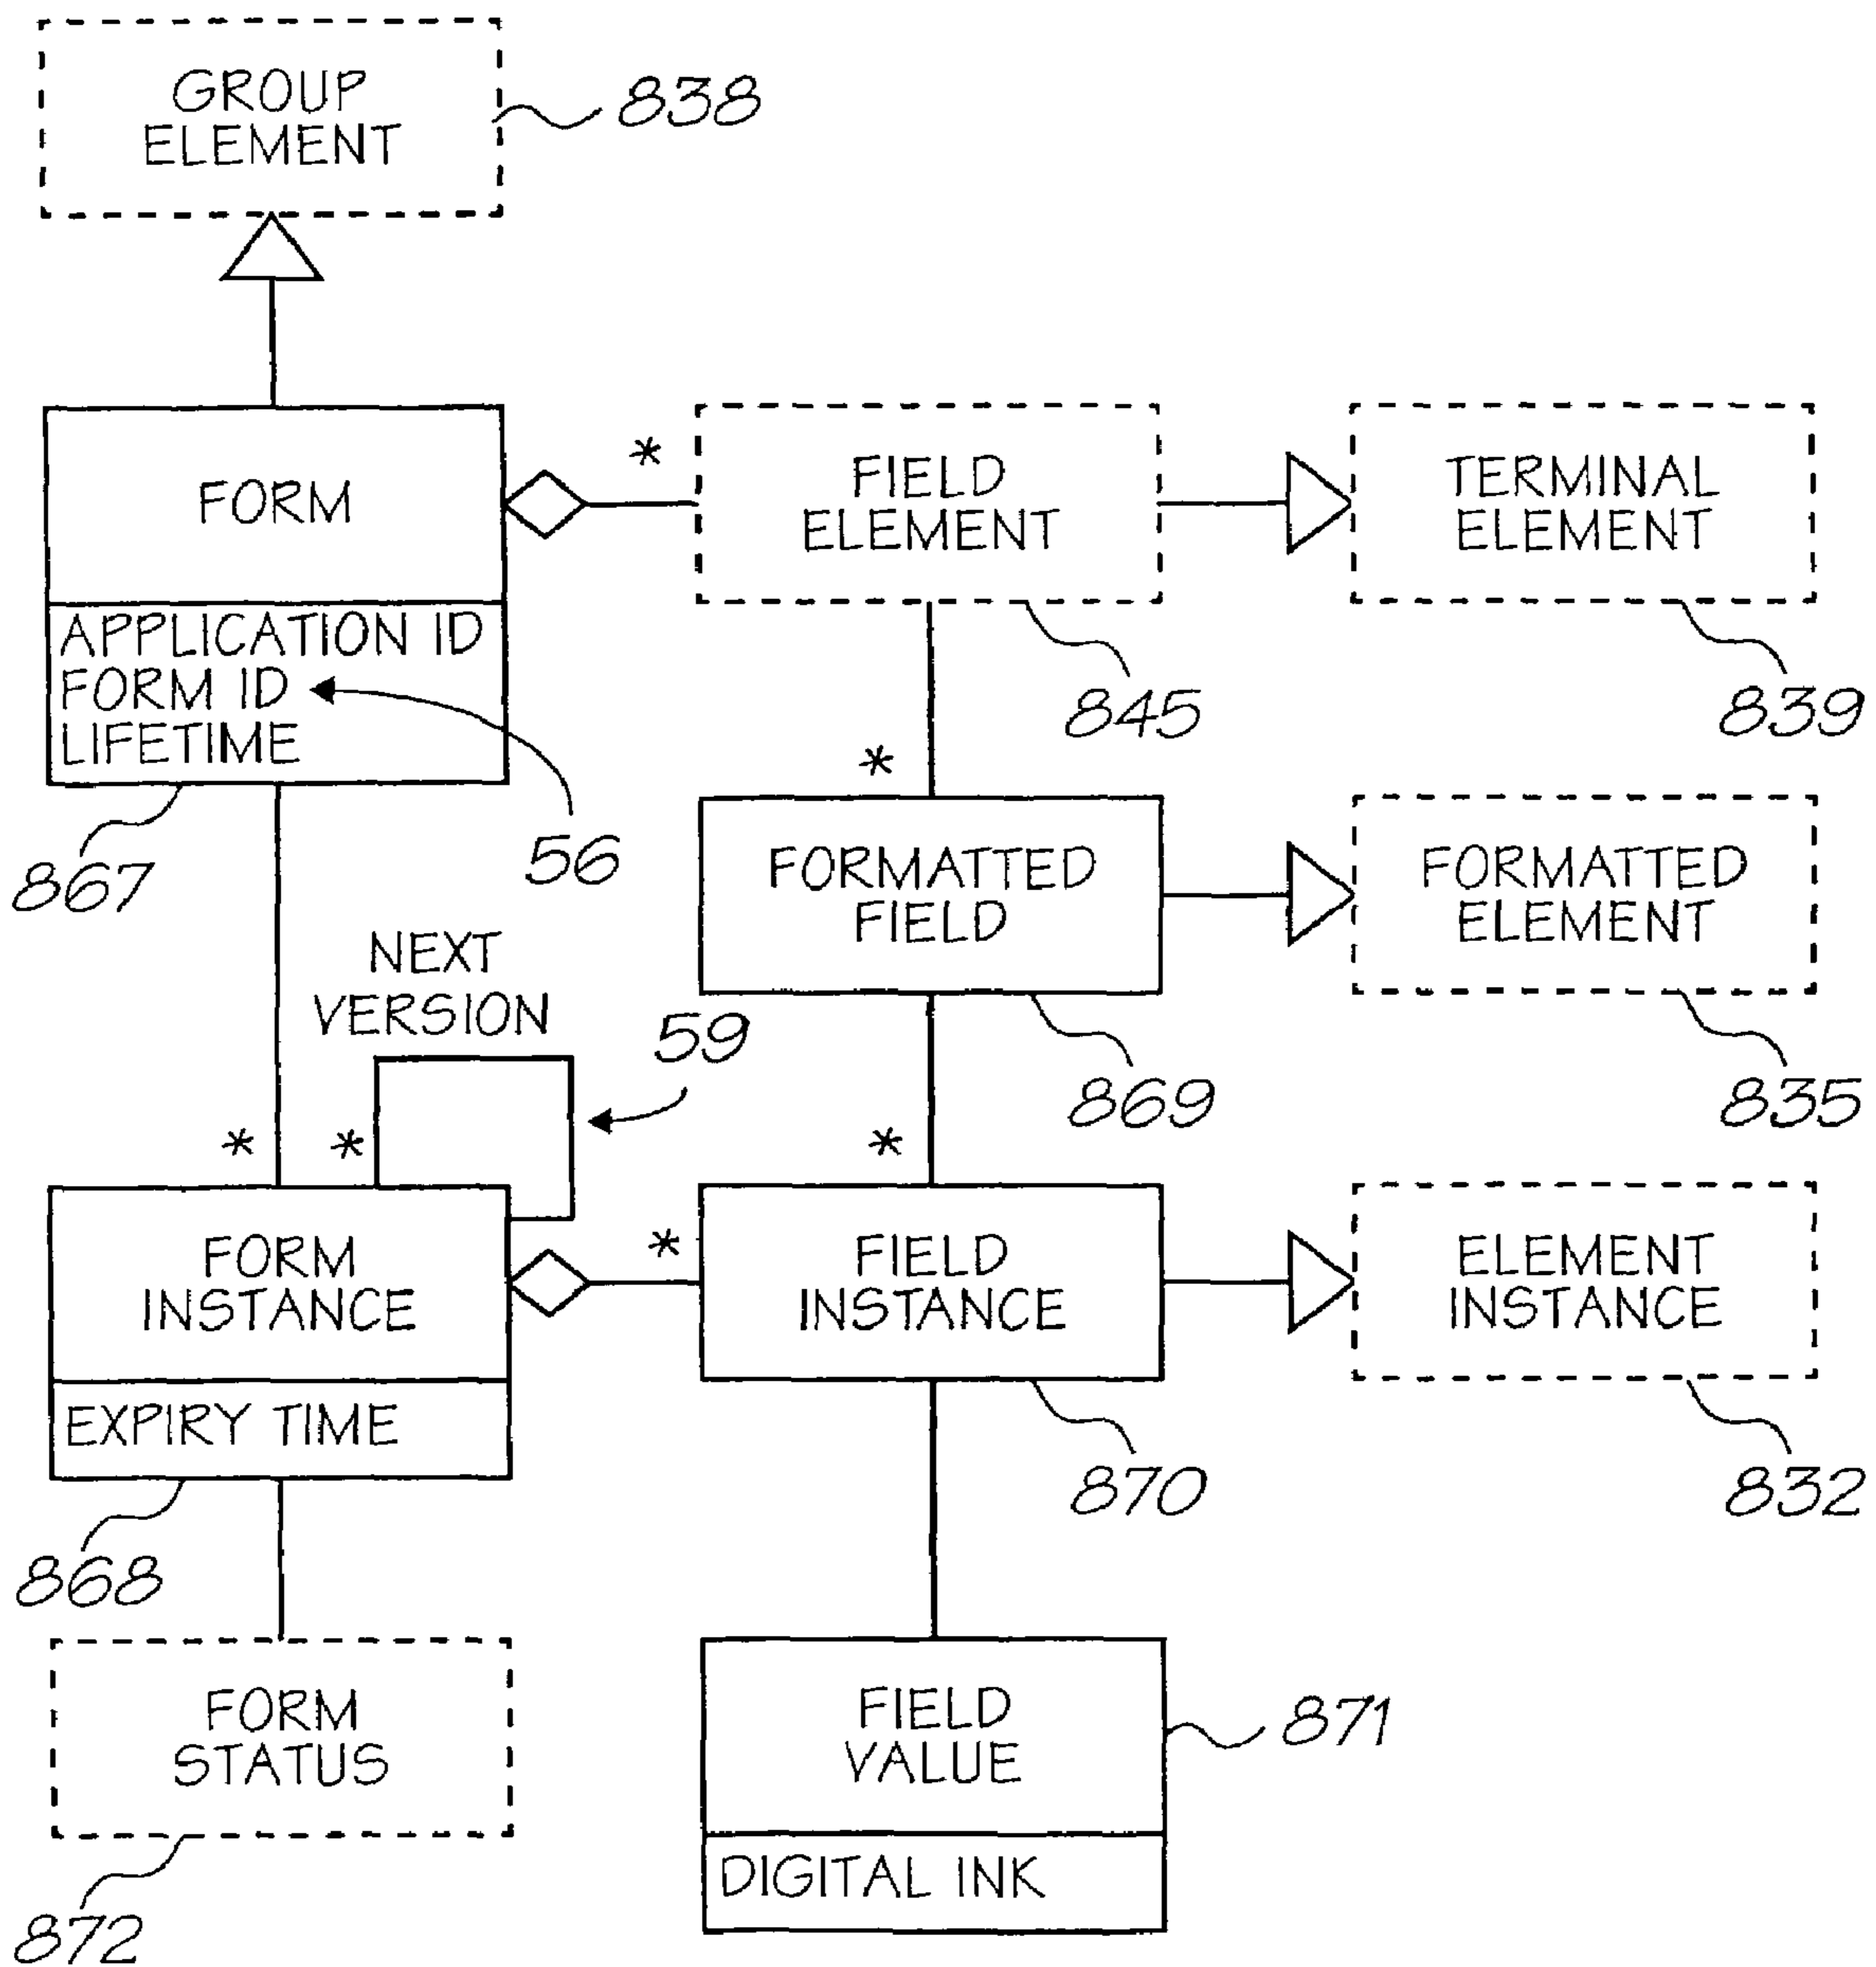 GROUP
ELEMENT
838
FORM
APPLICATION ID
FORM ID
LIFETIME
867
56
*
FIELD
ELEMENT
845
TERMINAL
ELEMENT
839
*
FORMATTED
FIELD
869
FORMATTED
ELEMENT
835
NEXT
VERSION
59
*
*
*
FORM
INSTANCE
EXPIRY TIME
868
*
FIELD
INSTANCE
870
ELEMENT
INSTANCE
832
FORM
STATUS
872
FIELD
VALUE
DIGITAL INK
871